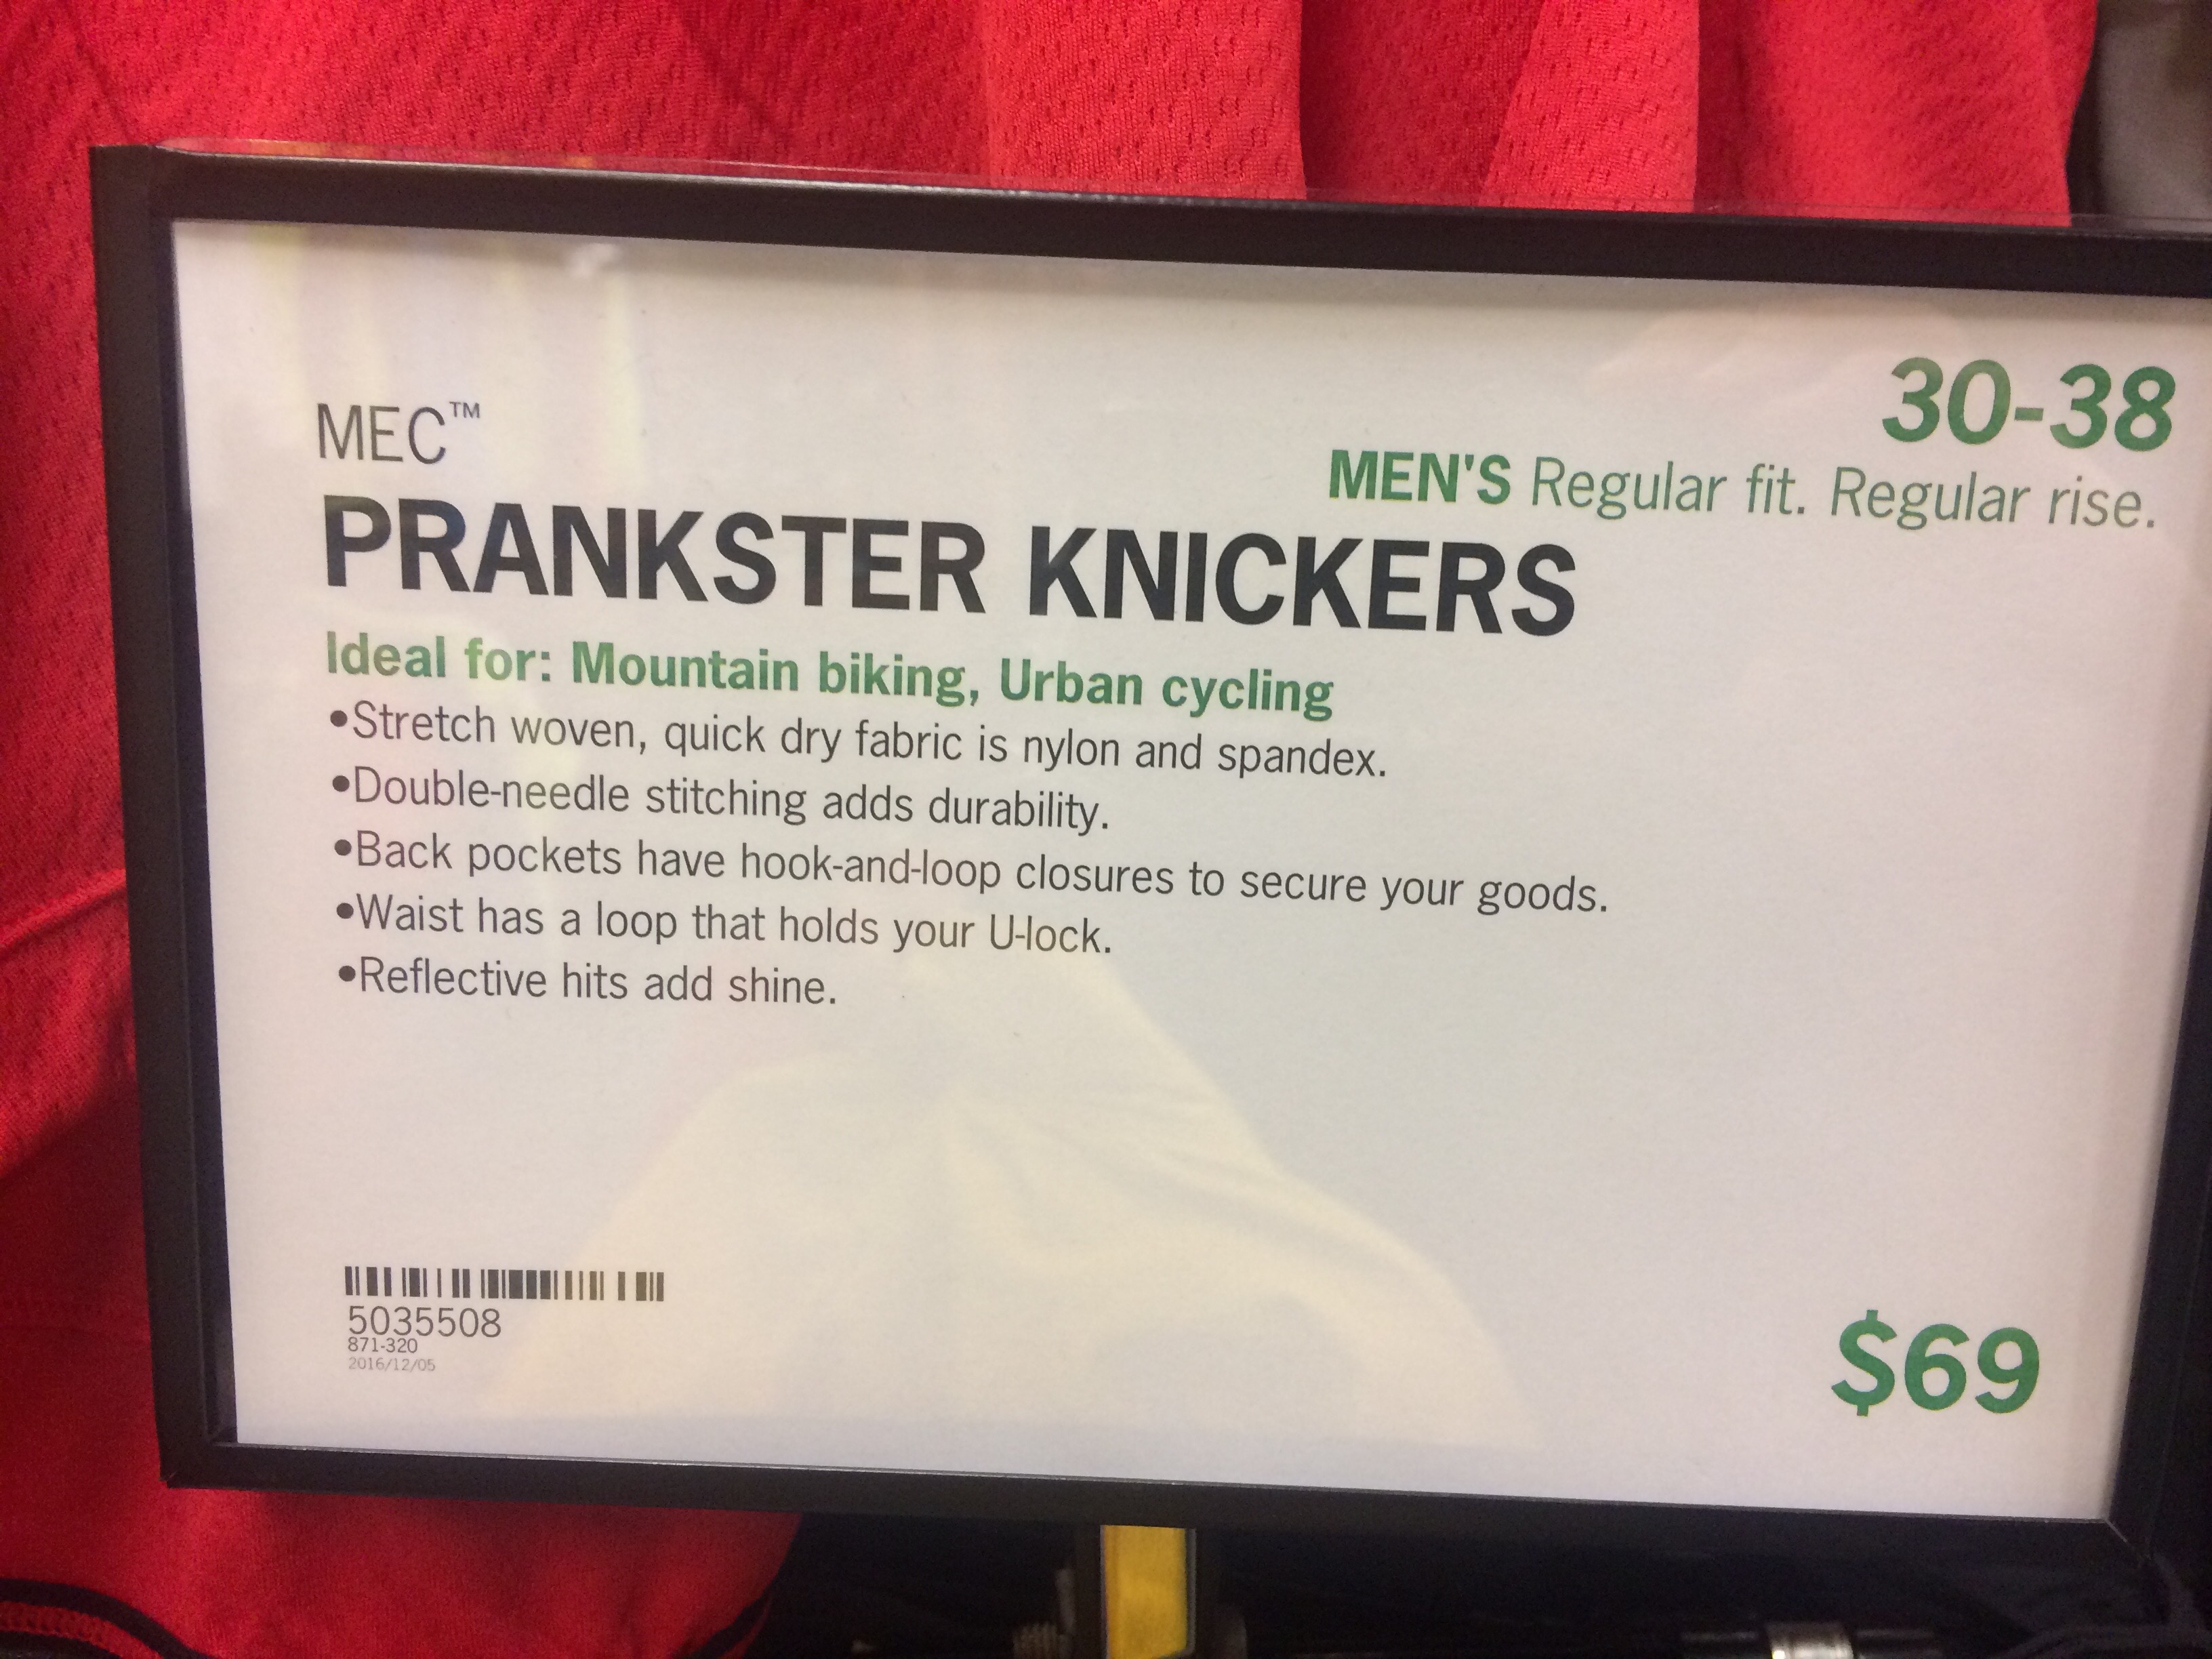 30-38
MEC™
MEN'S Regular fit. Regular rise.
PRANKSTER KNICKERS
Ideal for: Mountain biking, Urban cycling
•Stretch woven, quick dry fabric is nylon and spandex.
•Double-needle stitching adds durability.
•Back pockets have hook-and-loop closures to secure your goods.
•Waist has a loop that holds your U-lock.
•Reflective hits add shine.
5035508
871-320
2016/12/05
$69